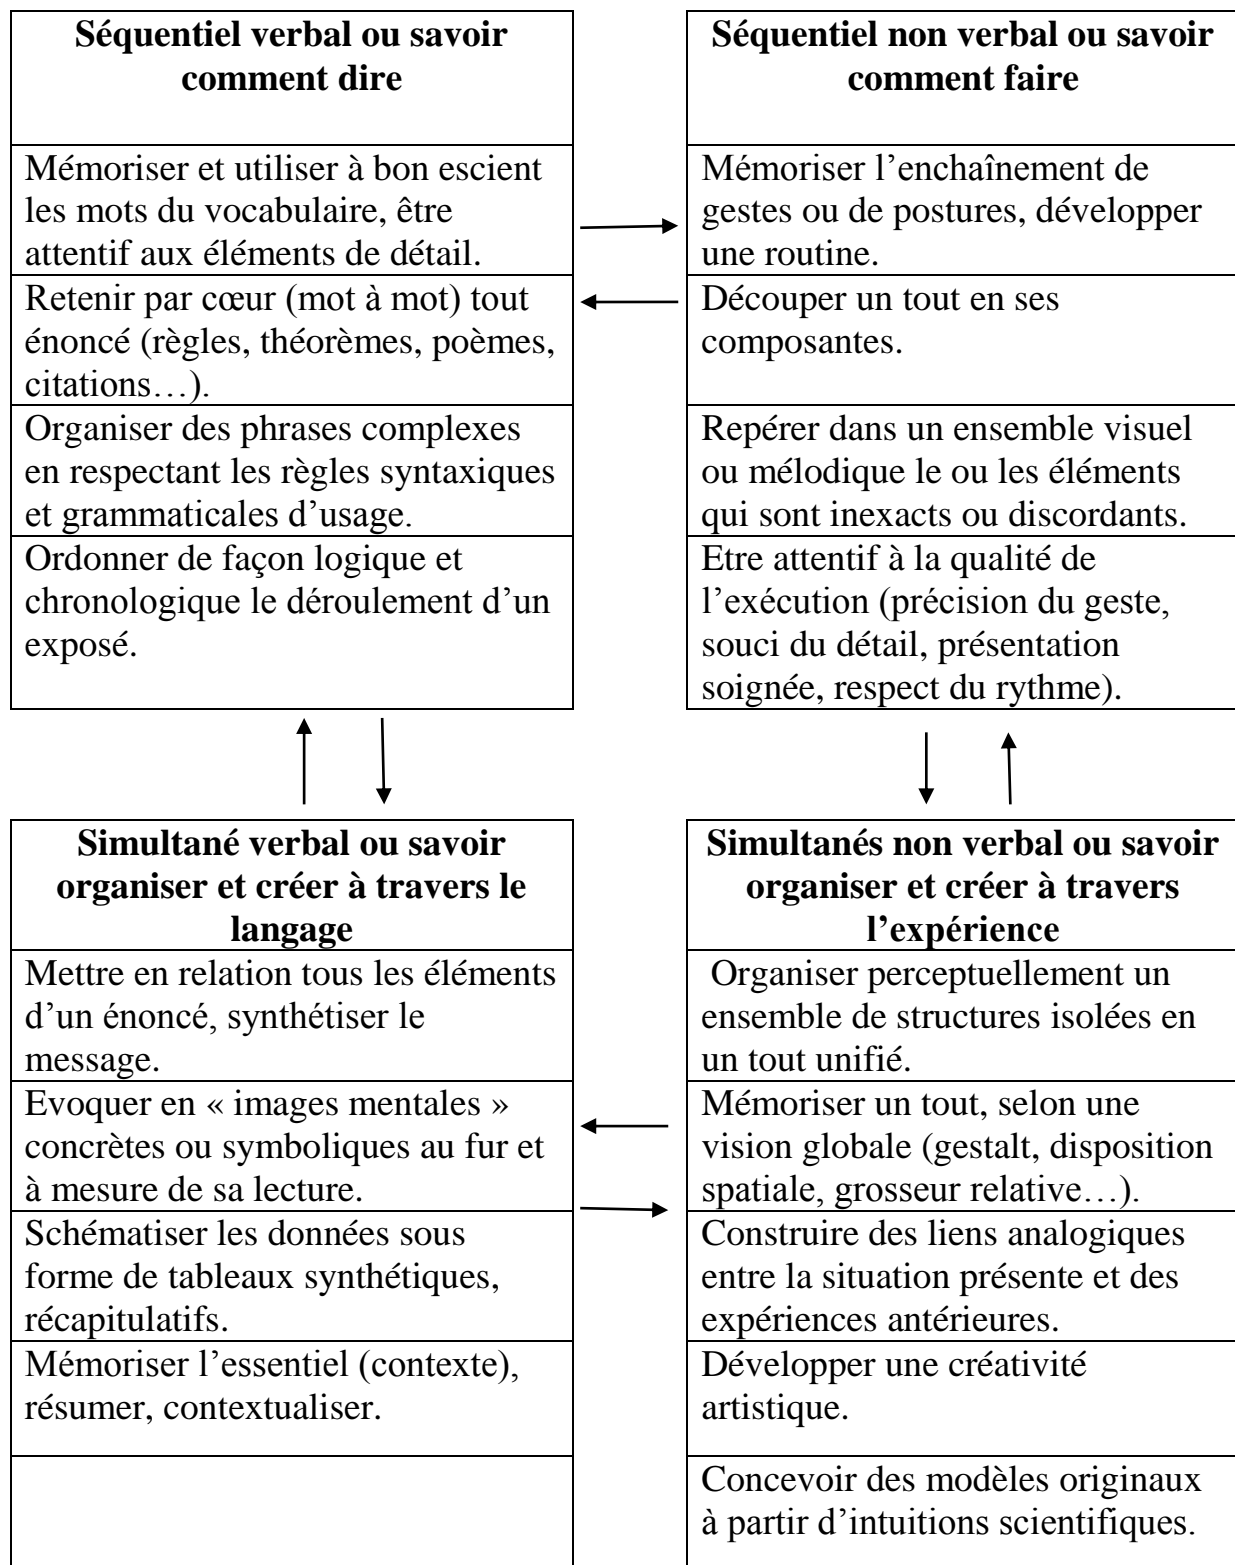 Séquentiel verbal ou savoir
comment dire
Mémoriser et utiliser à bon escient
les mots du vocabulaire, être
attentif aux éléments de détail.
Retenir par cœur (mot à mot) tout
énoncé (règles, théorèmes, poèmes,
citations…).
Organiser des phrases complexes
en respectant les règles syntaxiques
et grammaticales d’usage.
Ordonner de façon logique et
chronologique le déroulement d’un
exposé.
Séquentiel non verbal ou savoir
comment faire
Mémoriser l’enchaînement de
gestes ou de postures, développer
une routine.
Découper un tout en ses
composantes.
Repérer dans un ensemble visuel
ou mélodique le ou les éléments
qui sont inexacts ou discordants.
Etre attentif à la qualité de
l’exécution (précision du geste,
souci du détail, présentation
soignée, respect du rythme).
Simultané verbal ou savoir
organiser et créer à travers le
langage
Mettre en relation tous les éléments
d’un énoncé, synthétiser le
message.
Evoquer en « images mentales »
concrètes ou symboliques au fur et
à mesure de sa lecture.
Schématiser les données sous
forme de tableaux synthétiques,
récapitulatifs.
Mémoriser l’essentiel (contexte),
résumer, contextualiser.
Simultanés non verbal ou savoir
organiser et créer à travers
l’expérience
Organiser perceptuellement un
ensemble de structures isolées en
un tout unifié.
Mémoriser un tout, selon une
vision globale (gestalt, disposition
spatiale, grosseur relative…).
Construire des liens analogiques
entre la situation présente et des
expériences antérieures.
Développer une créativité
artistique.
Concevoir des modèles originaux
à partir d’intuitions scientifiques.